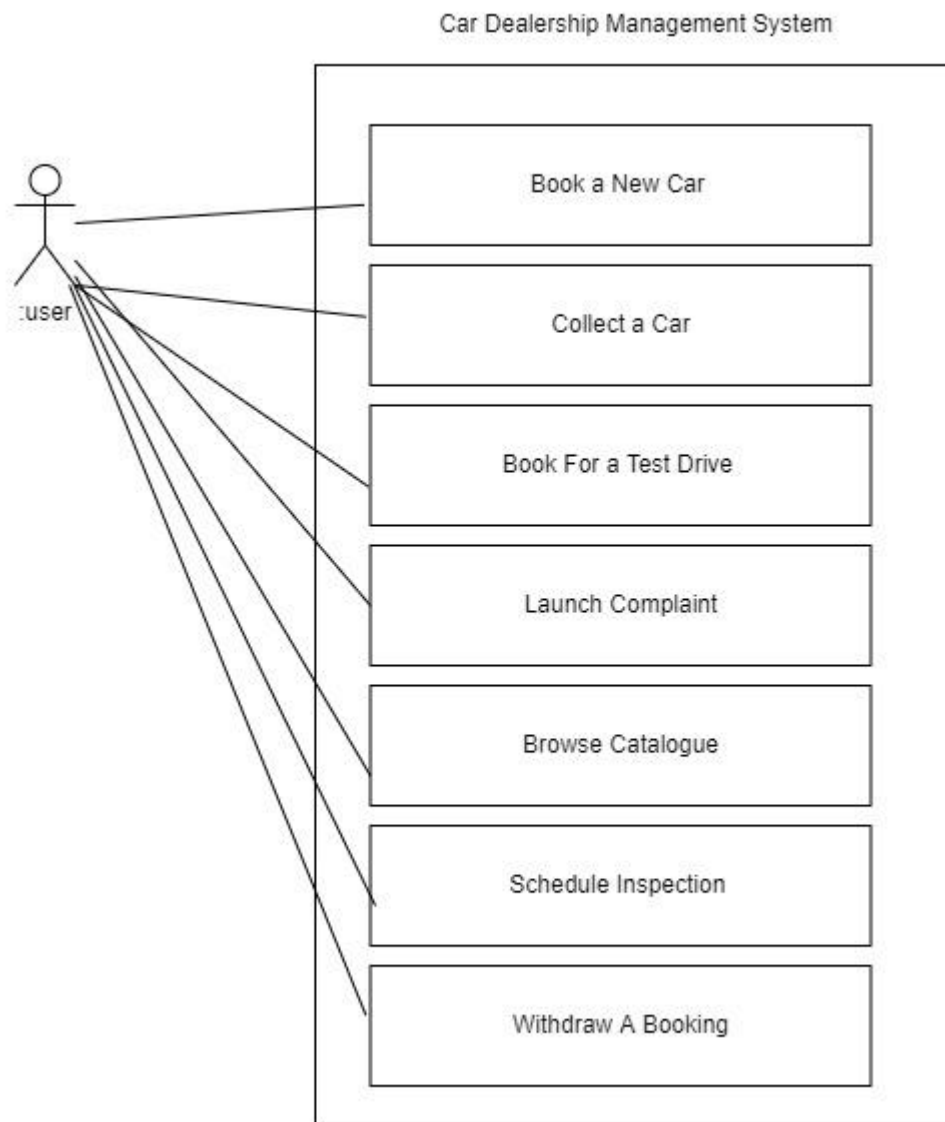 Car Dealership Management System
Book a New Car
:user
Collect a Car
Book For a Test Drive
Launch Complaint
Browse Catalogue
Schedule Inspection
Withdraw A Booking